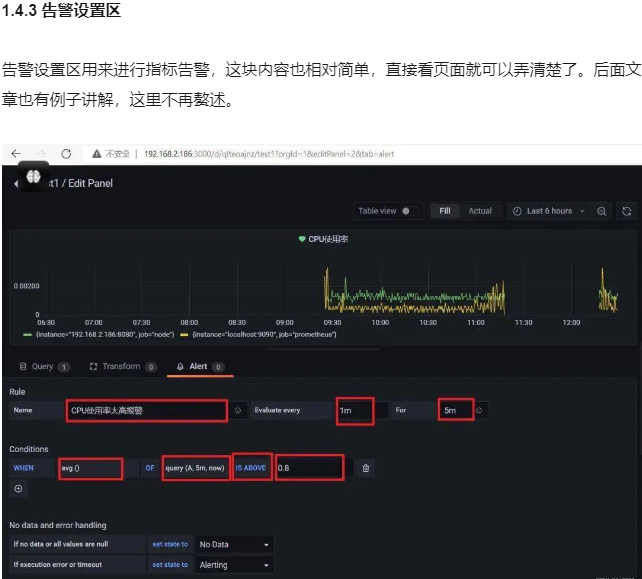 1.4.3 告警设置区
告警设置区用来进行指标告警，这块内容也相对简单，直接看页面就可以弄清楚了。后面文
章也有例子讲解，这里不再赘述。
不安全 | 192.168.2.186:3000/d/qIteoajnz/test1?orgId=1&editPanel=2&tab=alert
t1 / Edit Panel
Table view Fill Actual Last 6 hours
CPU使用率
0.00200
0
06:30 07:00 07:30 08:00 08:30 09:00 09:30 10:00 10:30 11:00 11:30 12:00
{instance="192.168.2.186:8080", job="node"} {instance="localhost:9090", job="prometheus"}
Query 1 Transform 0 Alert 0
Rule
Name CPU使用率太高报警 Evaluate every 1m For 5m
Conditions
WHEN avg () OF query (A, 5m, now) IS ABOVE 0.8
No data and error handling
If no data or all values are null set state to No Data
If execution error or timeout set state to Alerting